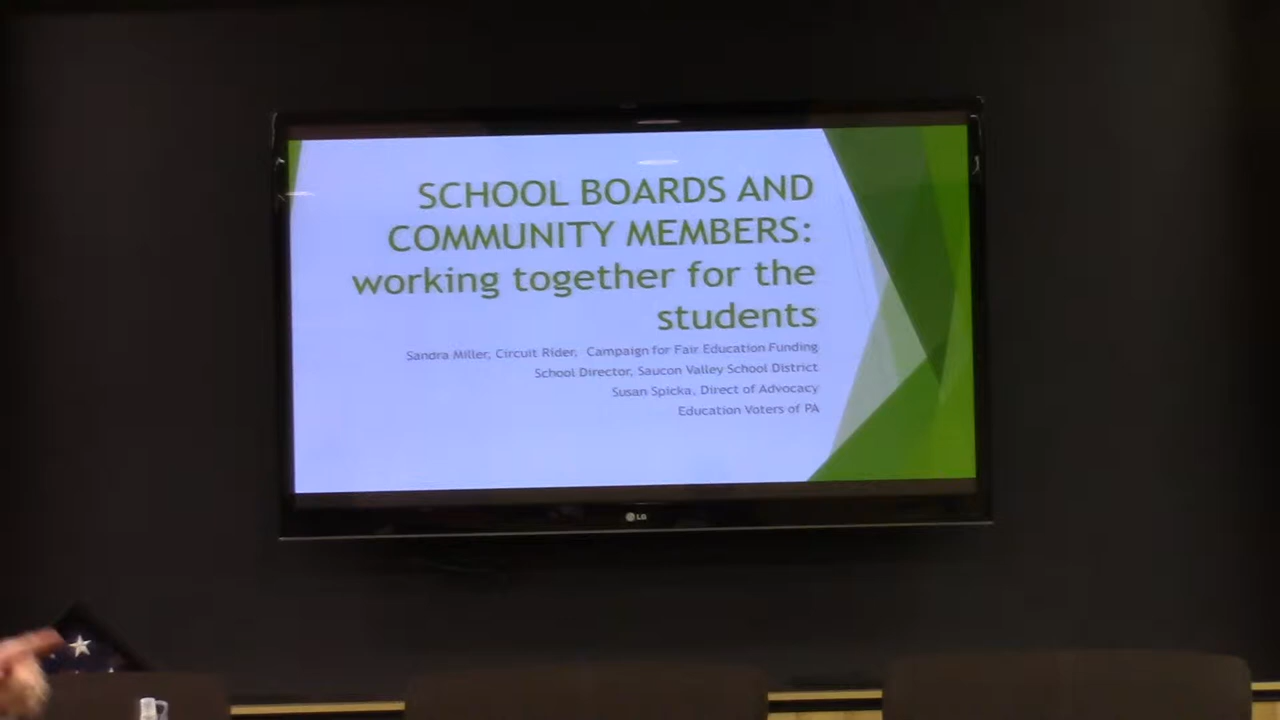 SCHOOL BOARDS AND
COMMUNITY MEMBERS:
working together for the
students
Sandra Miller, Circuit Rider, Campaign for Fair Education Funding
School Director, Saucon Valley School District
Susan Spicka, Direct of Advocacy
Education Voters of PA
LG